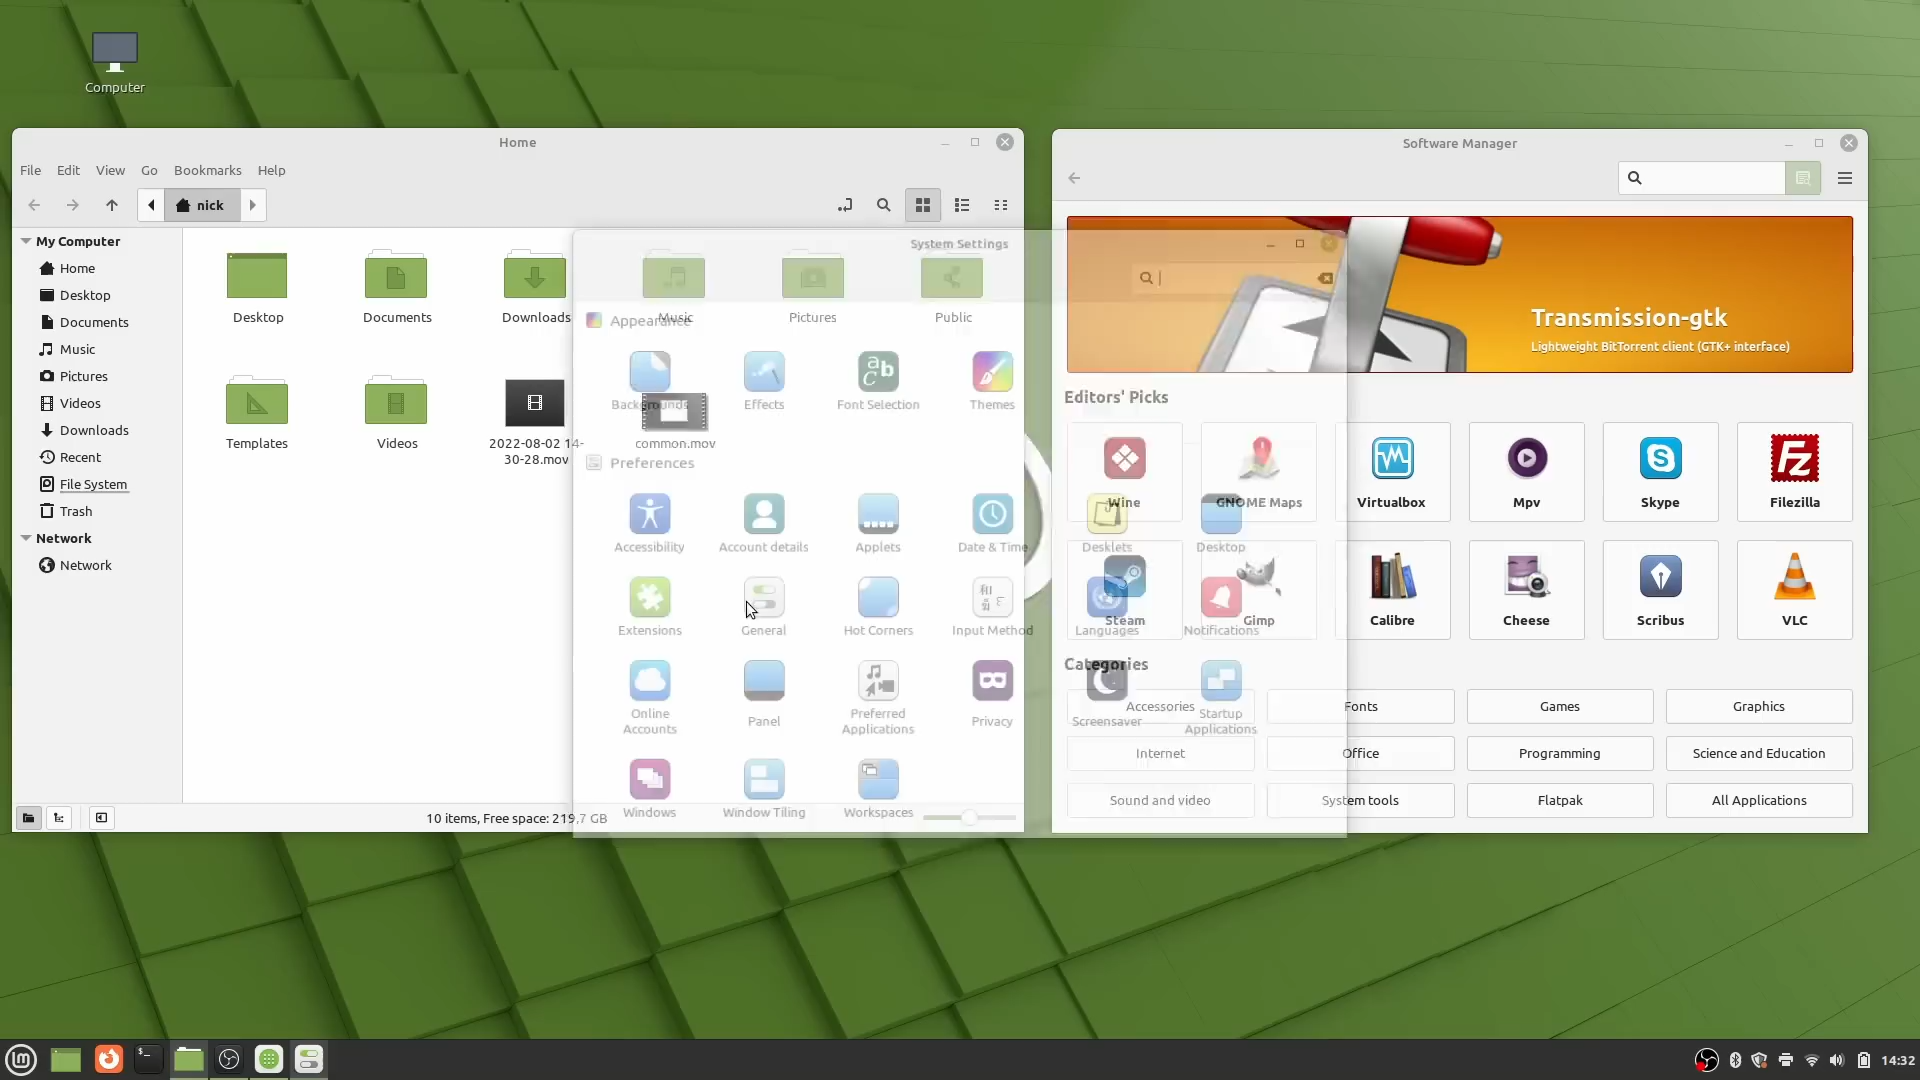 Computer
Home
File Edit View Go Bookmarks Help
nick
My Computer
Home
Desktop
Documents
Music
Pictures
Videos
Downloads
Recent
File System
Trash
Network
Network
Desktop Documents Downloads Music Pictures Public
Templates Videos 2022-08-02 14-
30-28.mov common.mov
10 items, Free space: 219,7 GB
System Settings
Appearance
Backgrounds Effects Font Selection Themes
Preferences
Accessibility Account details Applets Date & Time Desklets Desktop
Extensions General Hot Corners Input Method Languages Notifications
Online
Accounts Panel Preferred
Applications Privacy Screensaver Startup
Applications
Windows Window Tiling Workspaces
Software Manager
Transmission-gtk
Lightweight BitTorrent client (GTK+ interface)
Editors' Picks
Wine GNOME Maps Virtualbox Mpv Skype Filezilla
Steam Gimp Calibre Cheese Scribus VLC
Categories
Accessories Fonts Games Graphics
Internet Office Programming Science and Education
Sound and video System tools Flatpak All Applications
14:32